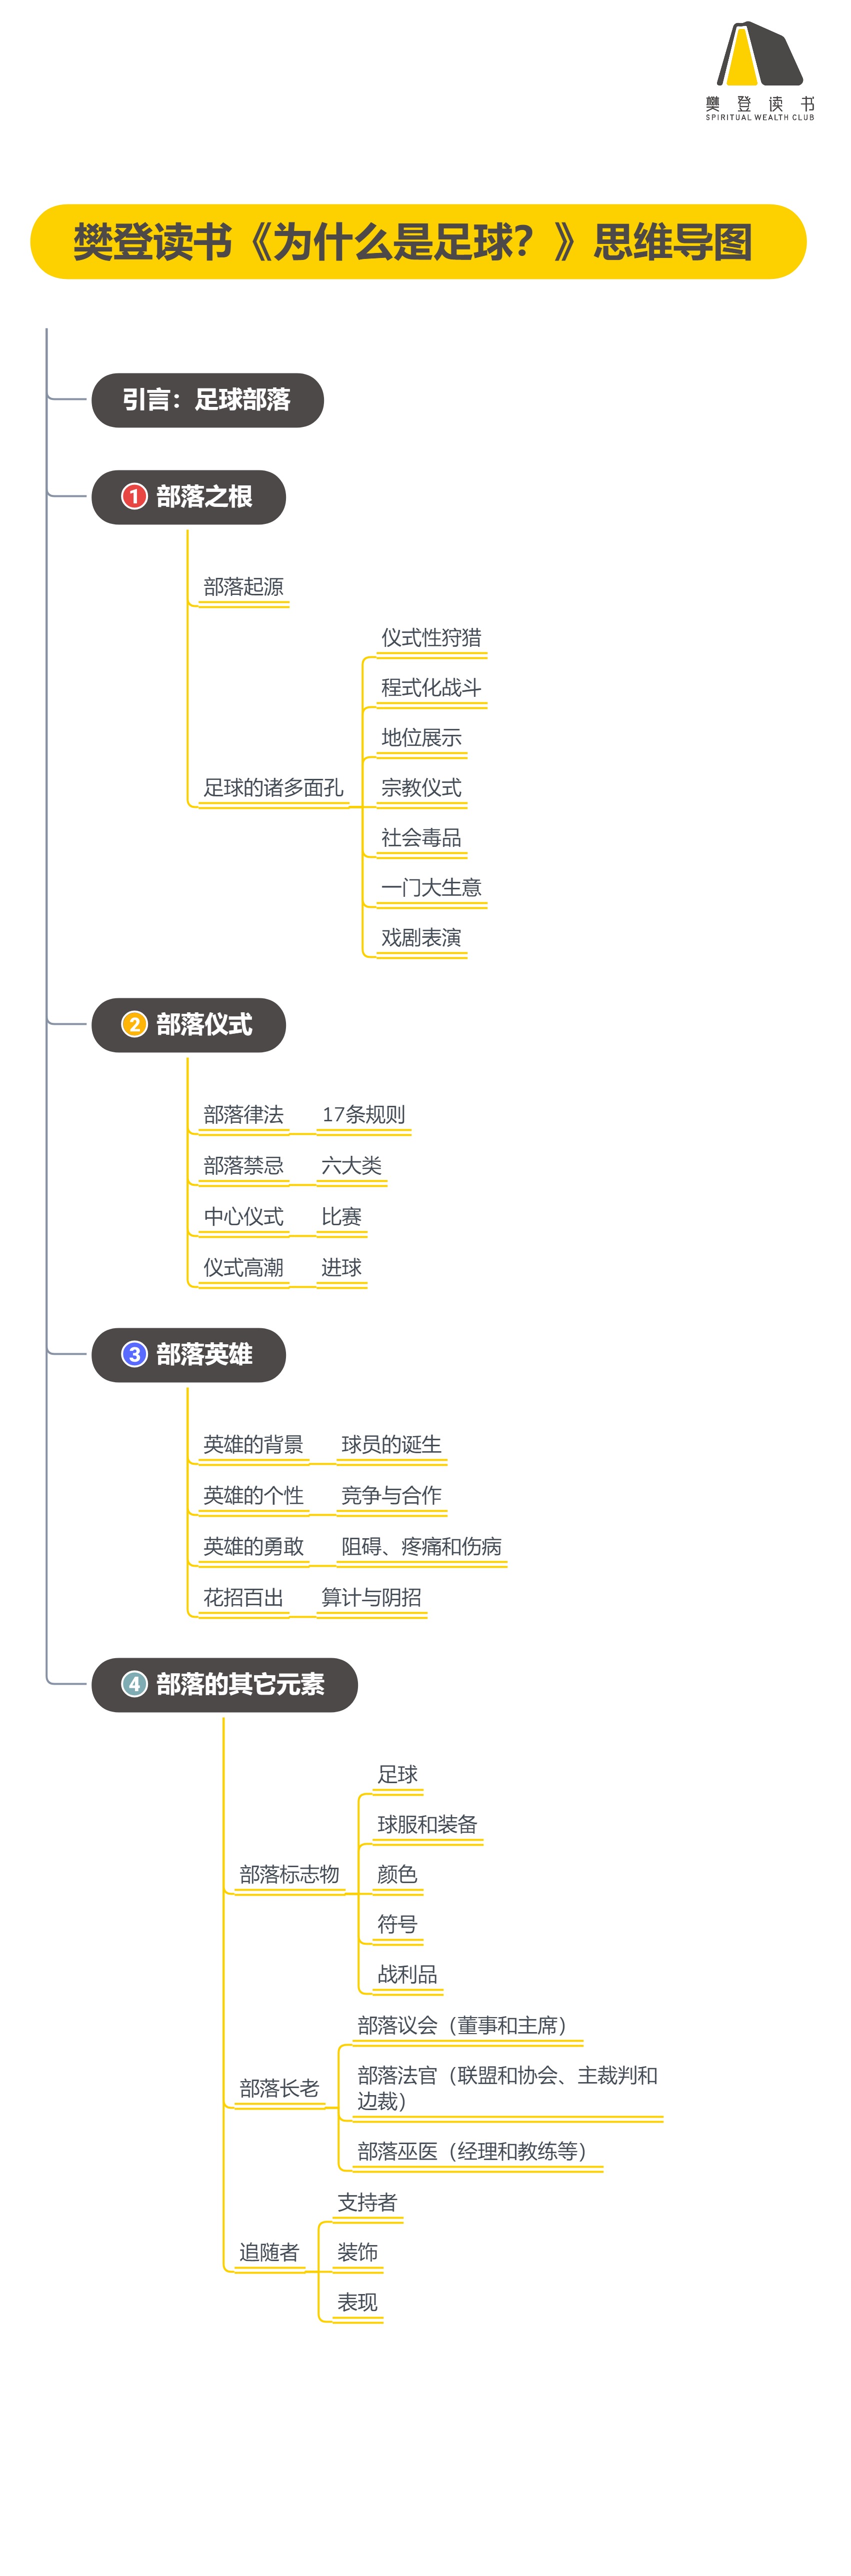 樊登读书
SPIRITUAL WEALTH CLUB
樊登读书《为什么是足球？》思维导图
引言：足球部落
1 部落之根
部落起源
足球的诸多面孔
仪式性狩猎
程式化战斗
地位展示
宗教仪式
社会毒品
一门大生意
戏剧表演
2 部落仪式
部落律法 17条规则
部落禁忌 六大类
中心仪式 比赛
仪式高潮 进球
3 部落英雄
英雄的背景 球员的诞生
英雄的个性 竞争与合作
英雄的勇敢 阻碍、疼痛和伤病
花招百出 算计与阴招
4 部落的其它元素
部落标志物
足球
球服和装备
颜色
符号
战利品
部落长老
部落议会（董事和主席）
部落法官（联盟和协会、主裁判和
边裁）
部落巫医（经理和教练等）
追随者
支持者
装饰
表现